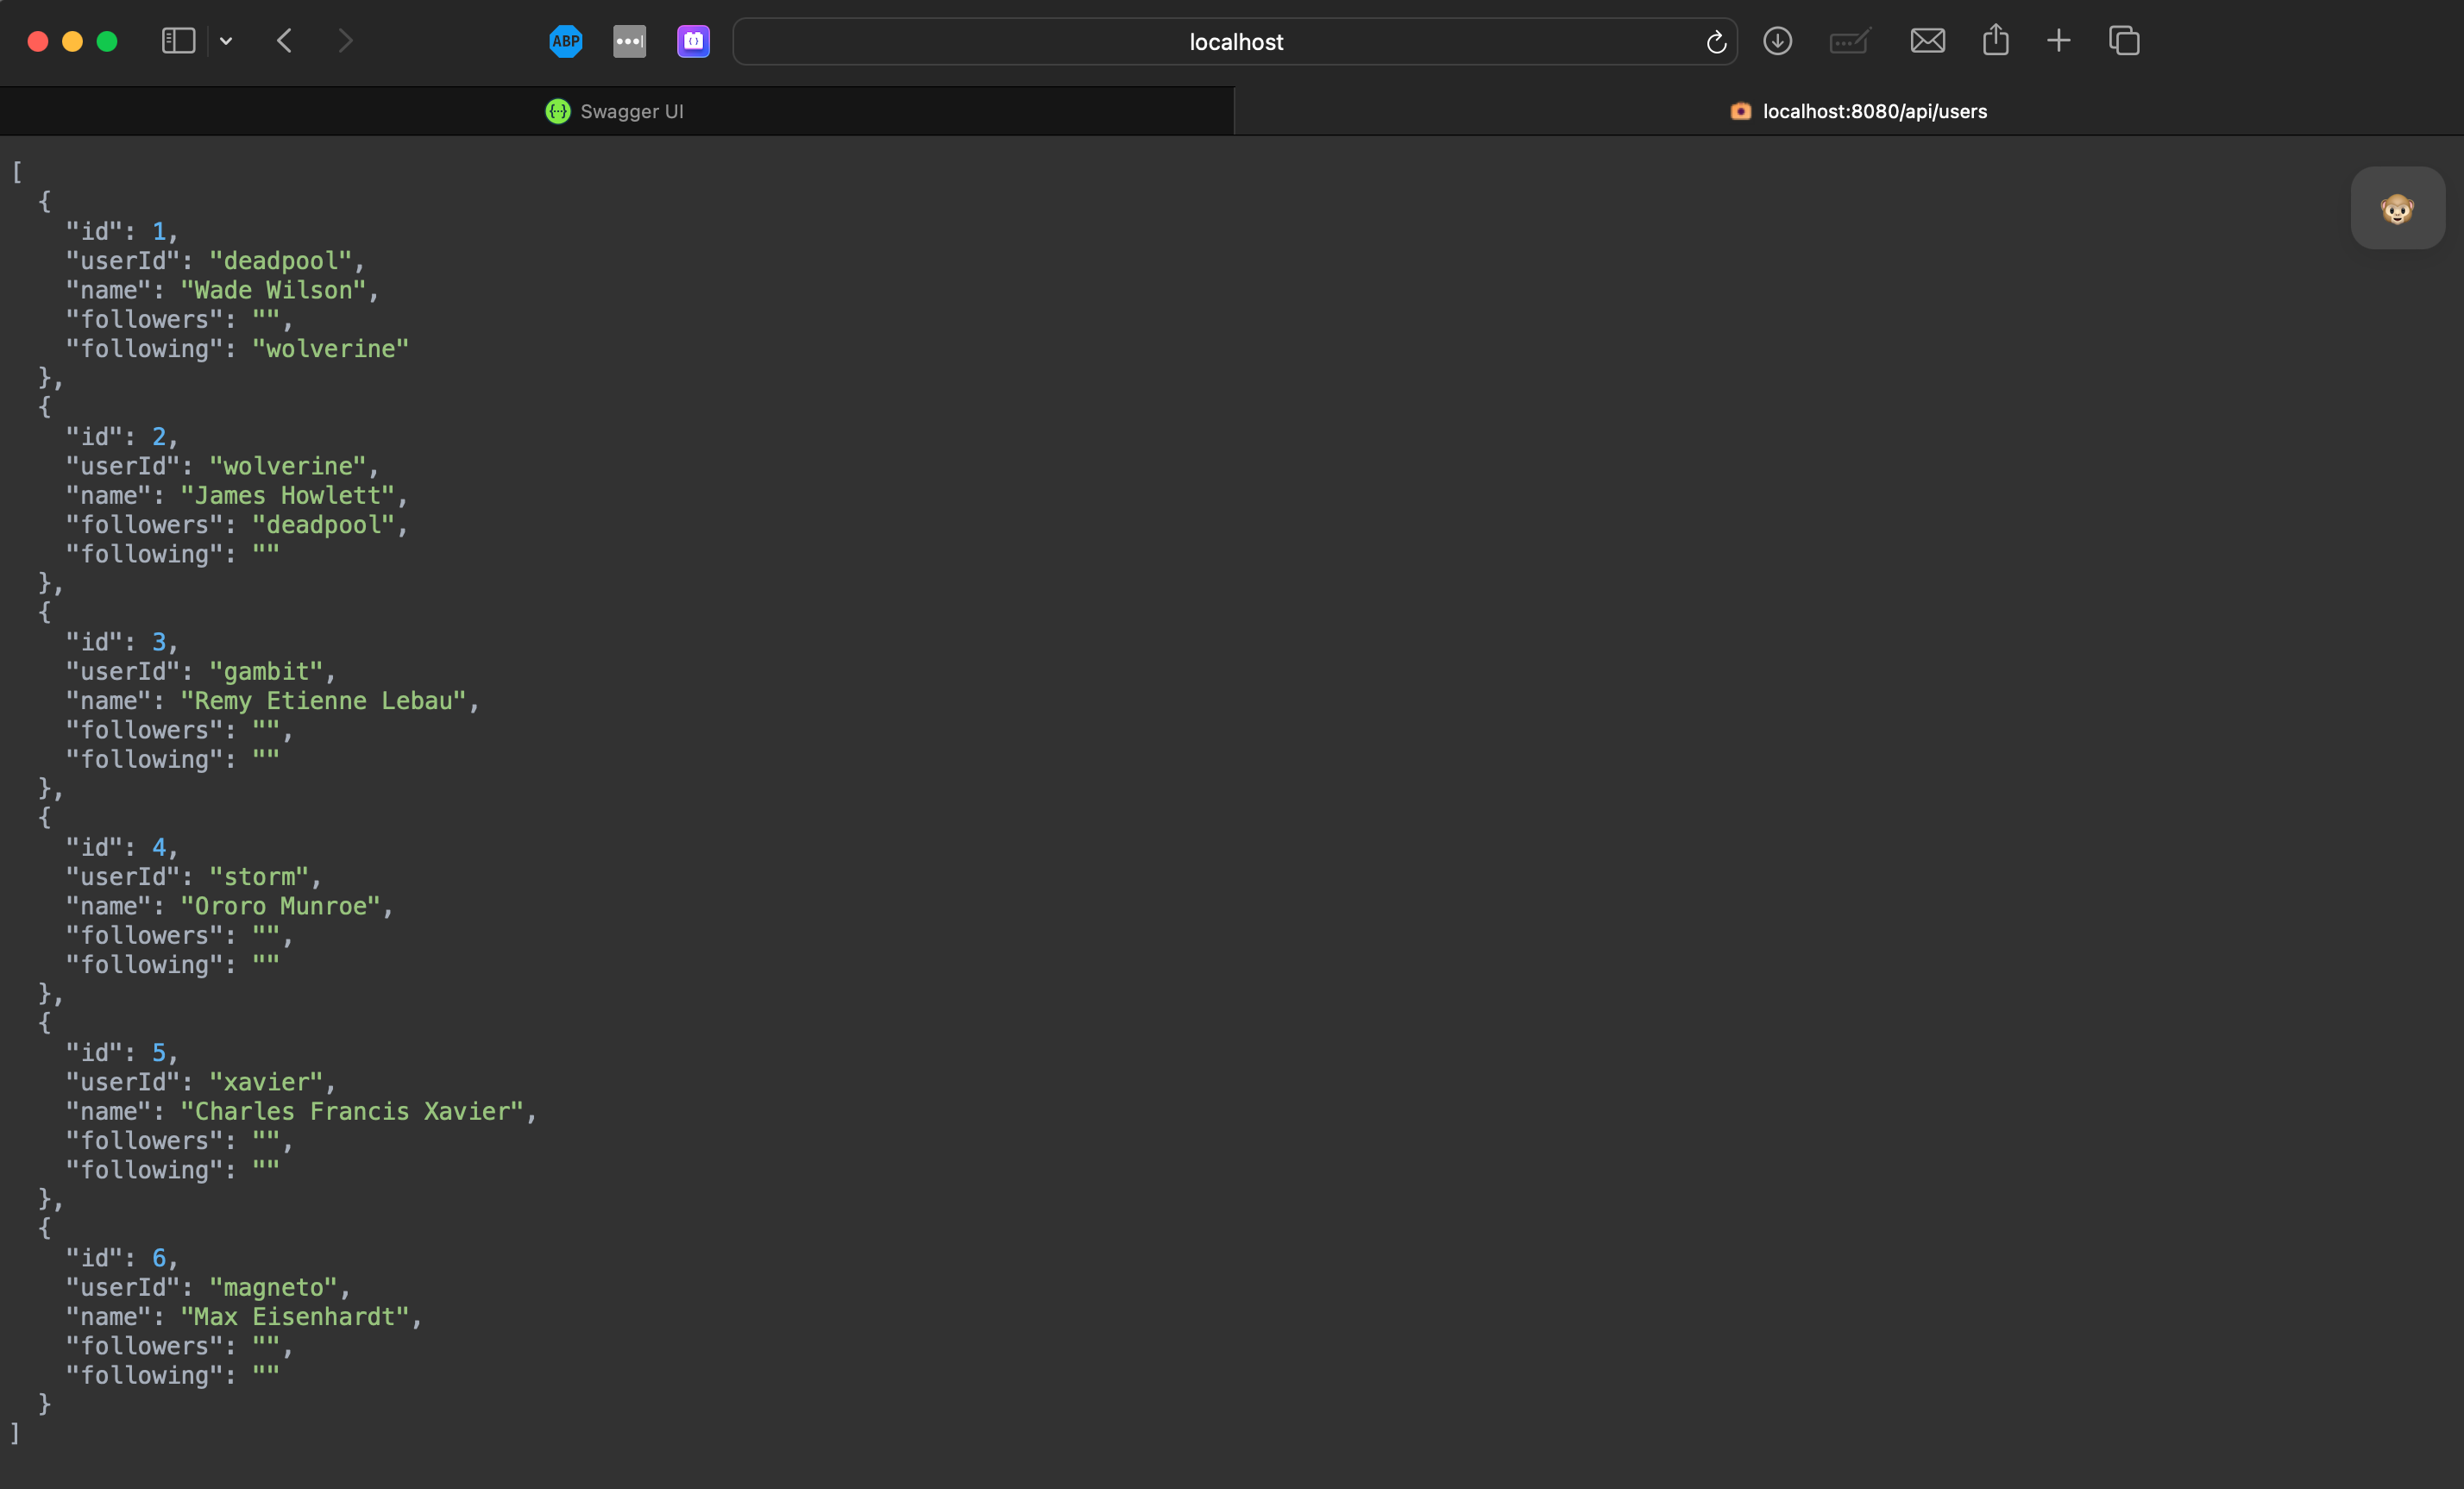 ABP
localhost
Swagger UI
localhost:8080/api/users
[
  {
    "id": 1,
    "userId": "deadpool",
    "name": "Wade Wilson",
    "followers": "",
    "following": "wolverine"
  },
  {
    "id": 2,
    "userId": "wolverine",
    "name": "James Howlett",
    "followers": "deadpool",
    "following": ""
  },
  {
    "id": 3,
    "userId": "gambit",
    "name": "Remy Etienne Lebau",
    "followers": "",
    "following": ""
  },
  {
    "id": 4,
    "userId": "storm",
    "name": "Ororo Munroe",
    "followers": "",
    "following": ""
  },
  {
    "id": 5,
    "userId": "xavier",
    "name": "Charles Francis Xavier",
    "followers": "",
    "following": ""
  },
  {
    "id": 6,
    "userId": "magneto",
    "name": "Max Eisenhardt",
    "followers": "",
    "following": ""
  }
]